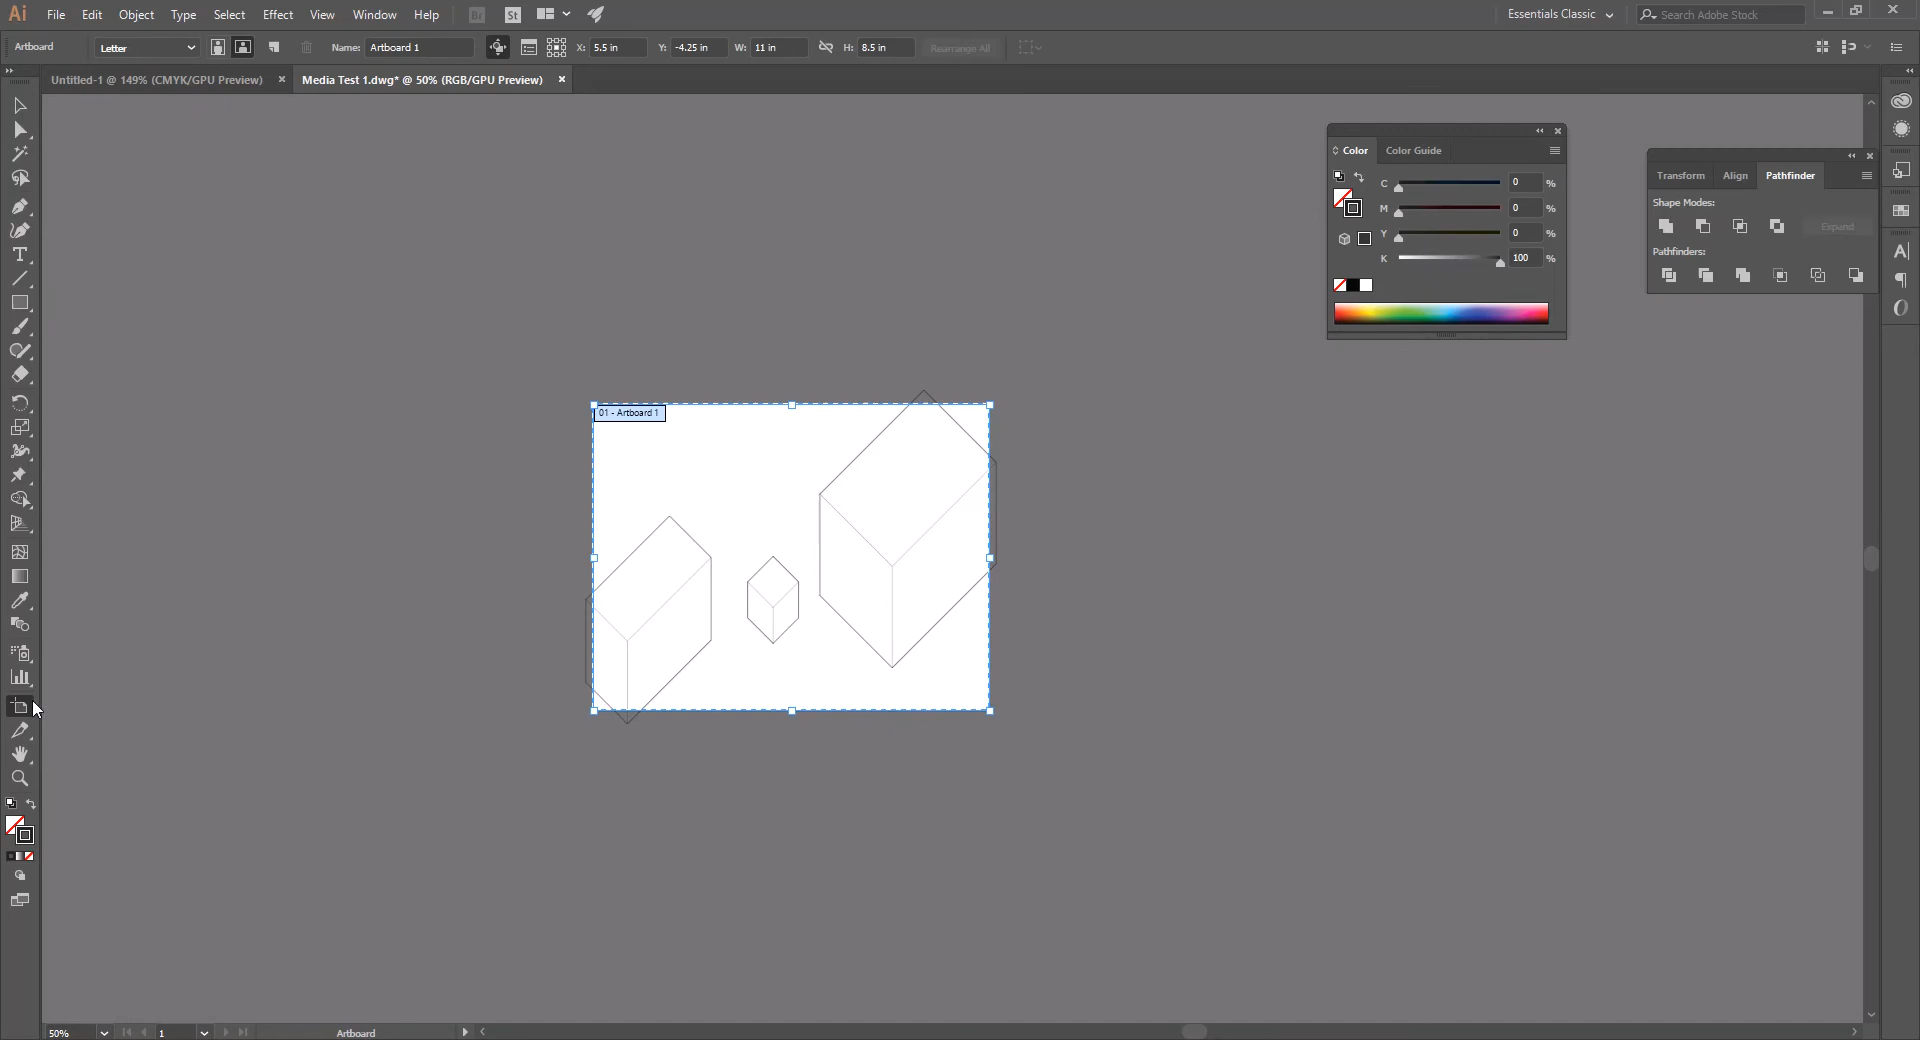 Ai File Edit Object Type Select Effect View Window Help Br St Essentials Classic Search Adobe Stock
Artboard Letter Name: Artboard 1 X: 5.5 in Y: -4.25 in W: 11 in H: 8.5 in Rearrange All
Untitled-1 @ 149% (CMYK/GPU Preview) Media Test 1.dwg* @ 50% (RGB/GPU Preview)
Color Color Guide
C 0 %
M 0 %
Y 0 %
K 100 %
Transform Align Pathfinder
Shape Modes:
Expand
Pathfinders:
01 - Artboard 1
50% 1 Artboard